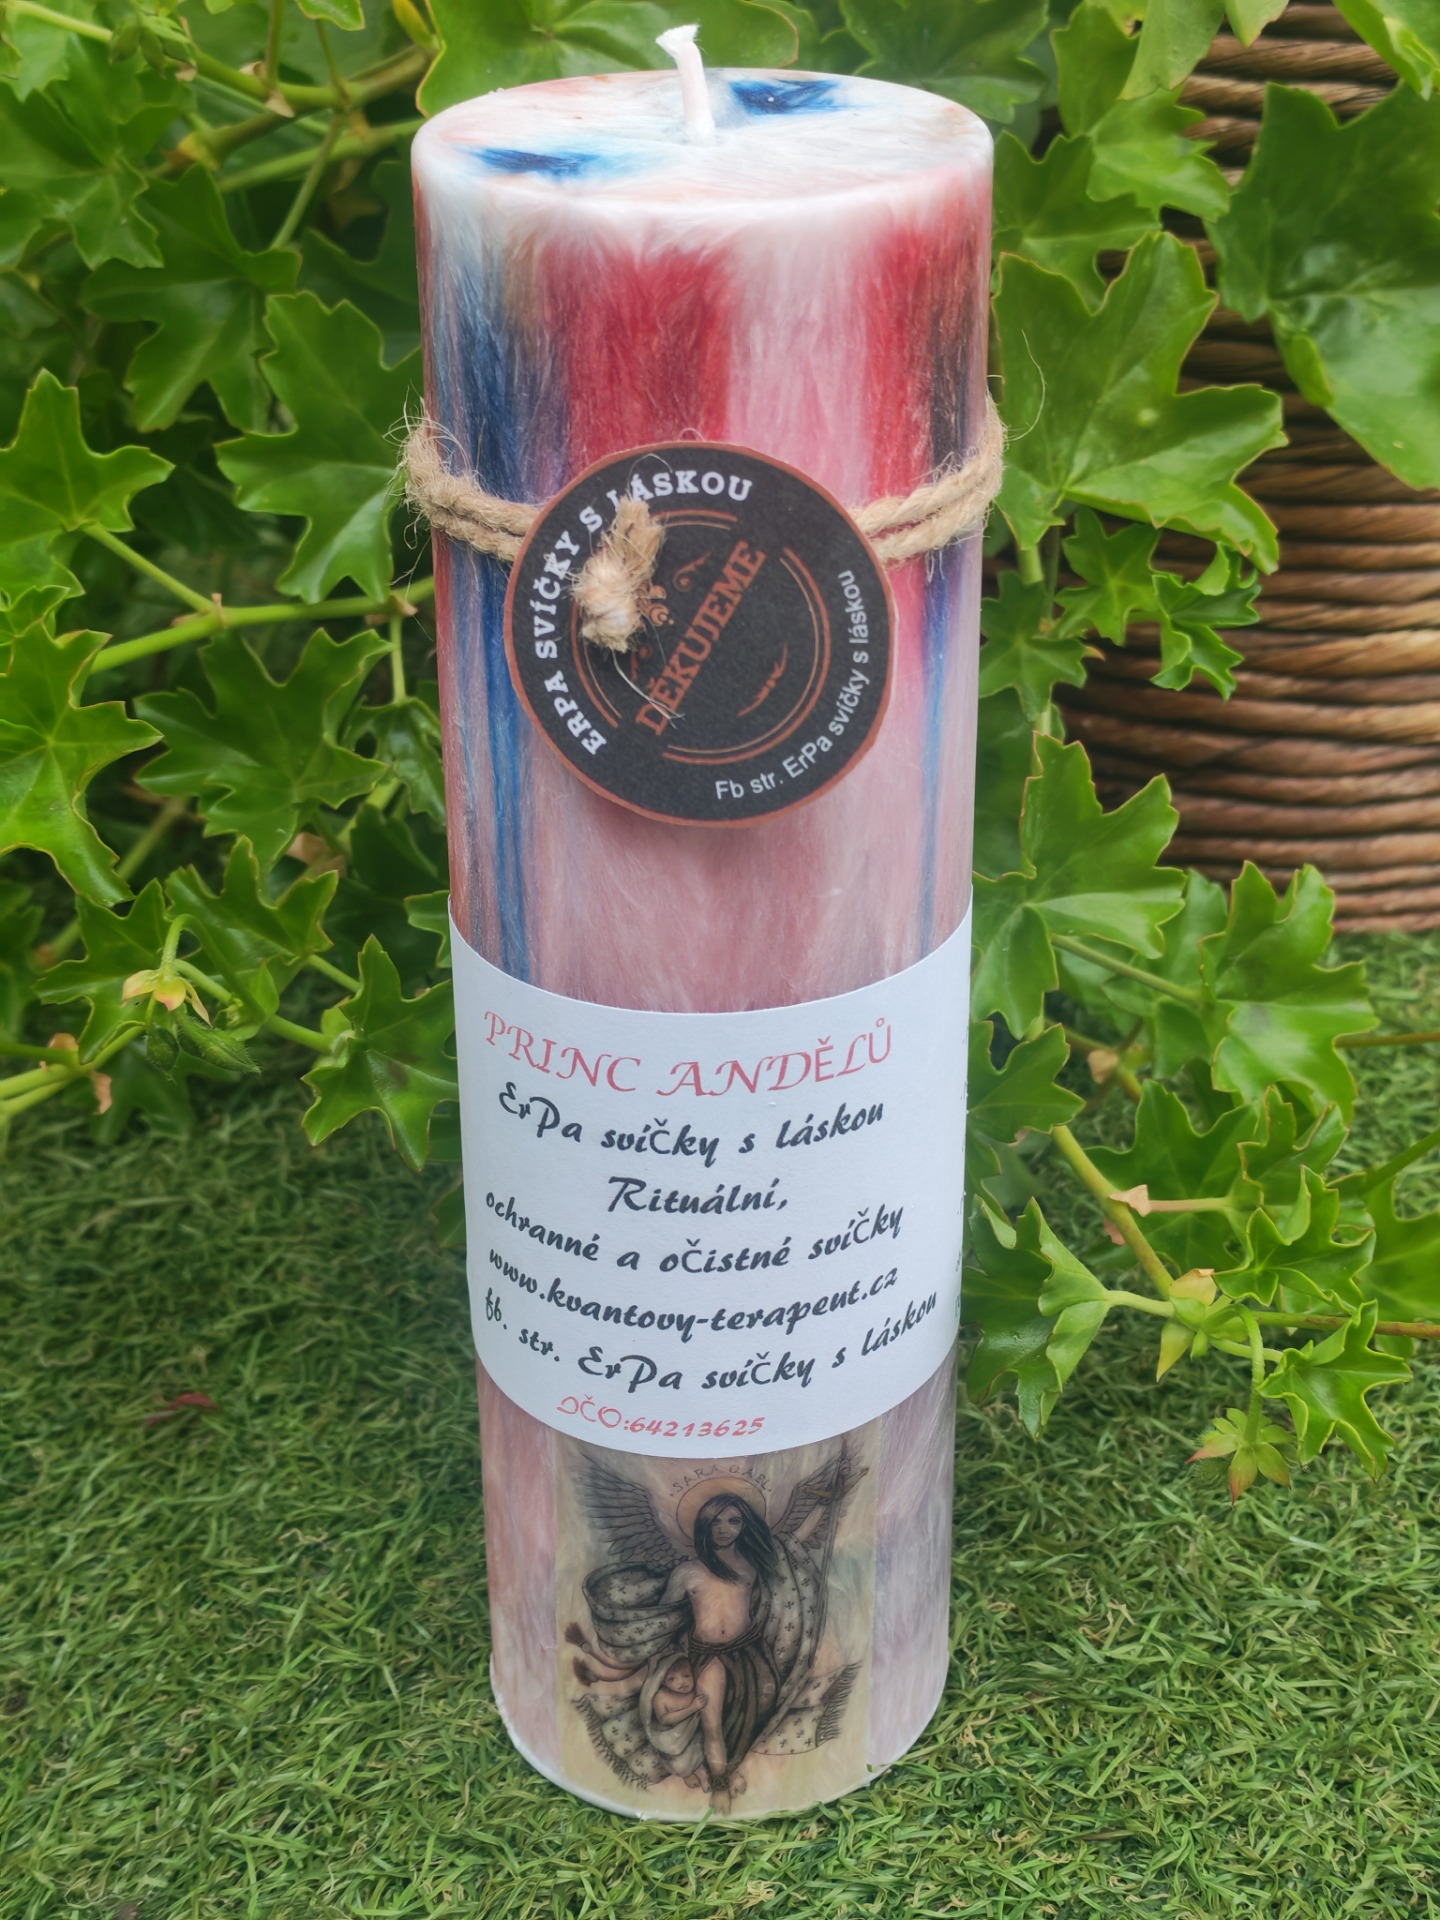 ERPA SVÍČKY S LÁSKOU
DĚKUJEME
Fb str. ErPa svíčky s láskou
PRINC ANDĚLŮ
ErPa svíčky s láskou
Rituální,
ochranné a očistné svíčky
www.kvantovy-terapeut.cz
fb. str. ErPa svíčky s láskou
IČO:64213625